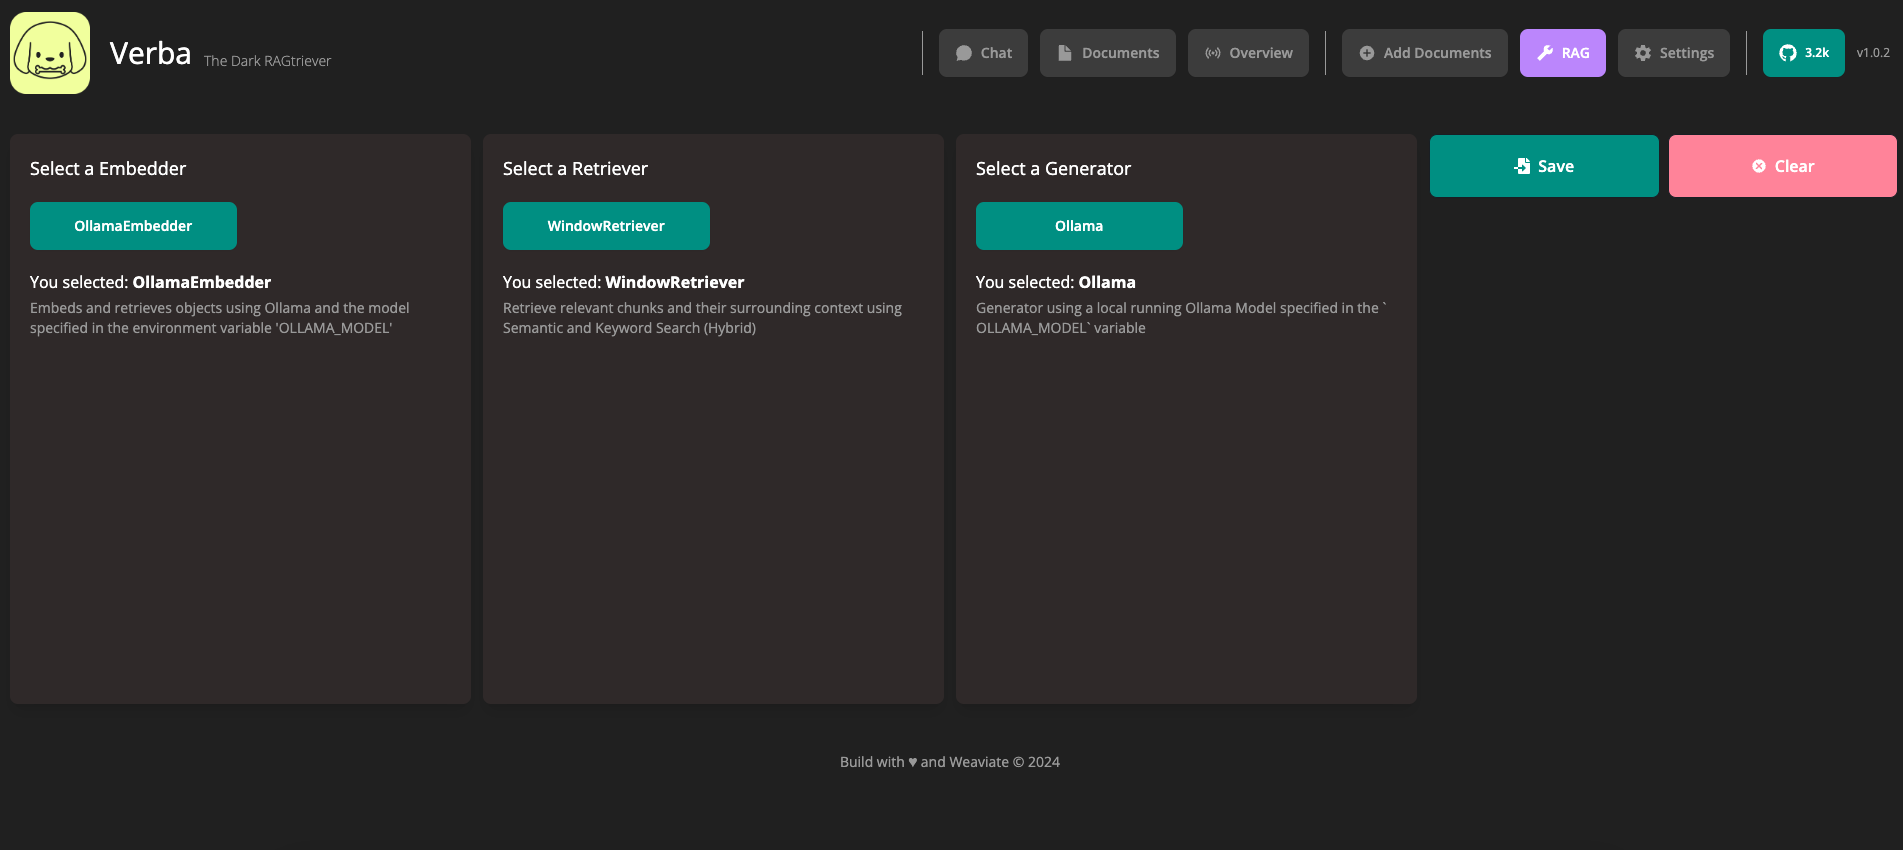 Verba The Dark RAGtriever
Chat Documents Overview Add Documents RAG Settings 3.2k v1.0.2
Select a Embedder
OllamaEmbedder
You selected: OllamaEmbedder
Embeds and retrieves objects using Ollama and the model
specified in the environment variable 'OLLAMA_MODEL'
Select a Retriever
WindowRetriever
You selected: WindowRetriever
Retrieve relevant chunks and their surrounding context using
Semantic and Keyword Search (Hybrid)
Select a Generator
Ollama
You selected: Ollama
Generator using a local running Ollama Model specified in the `
OLLAMA_MODEL` variable
Save
Clear
Build with ♥ and Weaviate © 2024